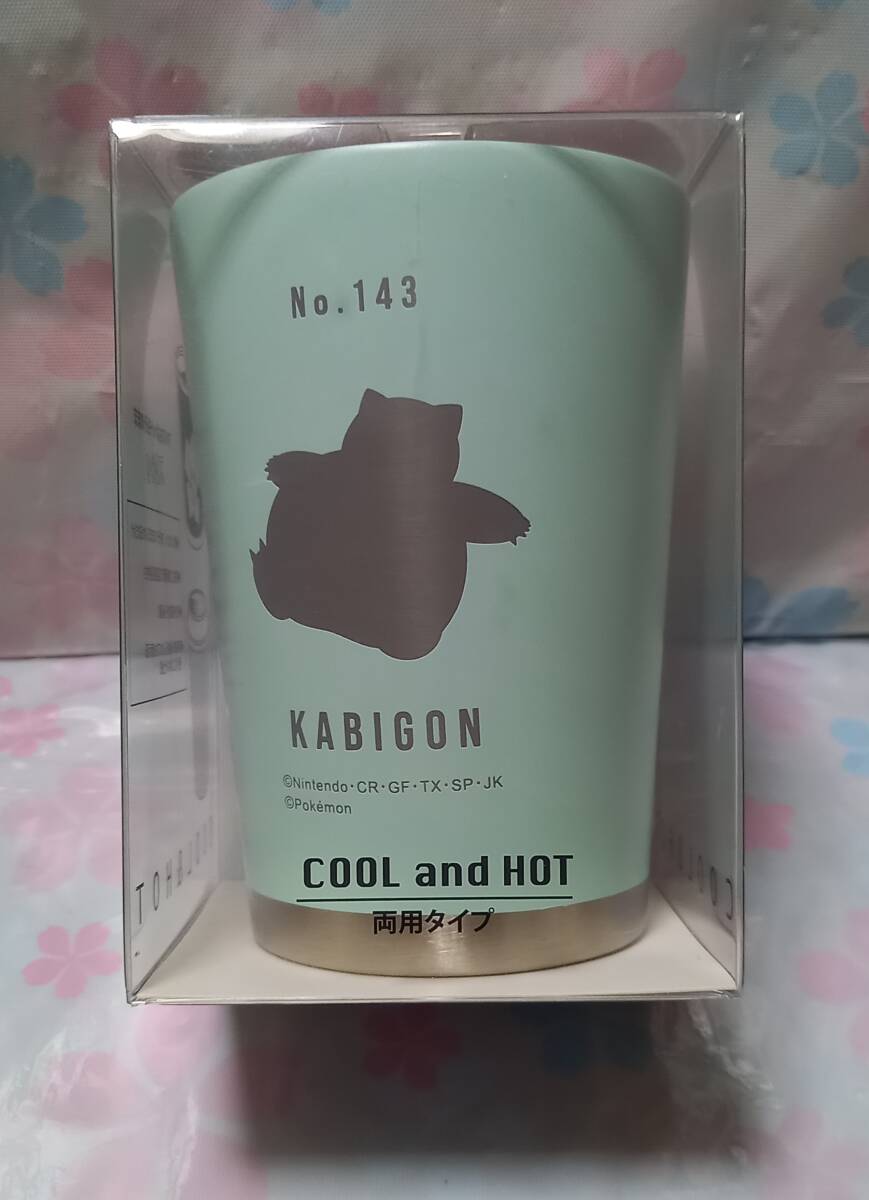 No.143
KABIGON
©Nintendo・CR・GF・TX・SP・JK
©Pokémon
COOL and HOT
両用タイプ